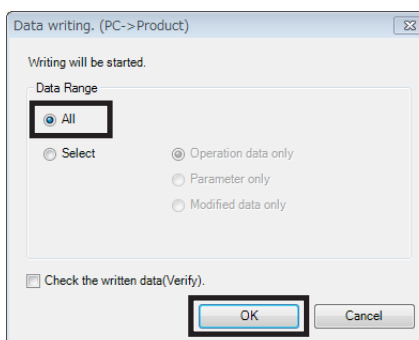 Data writing. (PC->Product)
Writing will be started.
Data Range
All
Select
Operation data only
Parameter only
Modified data only
Check the written data(Verify).
OK
Cancel